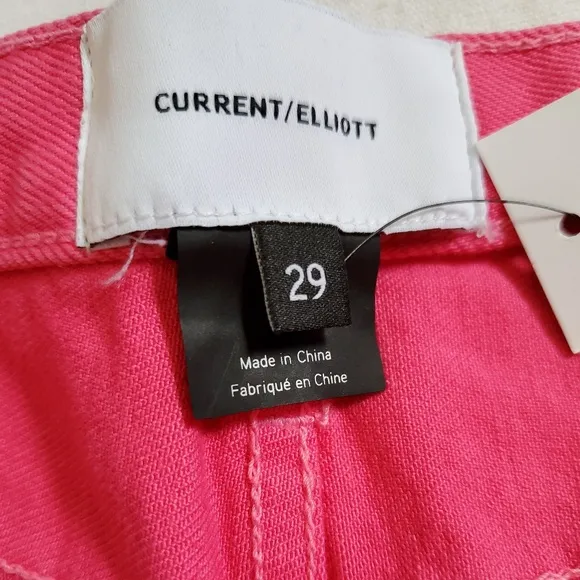 CURRENT/ELLIOTT
29
Made in China
Fabriqué en Chine